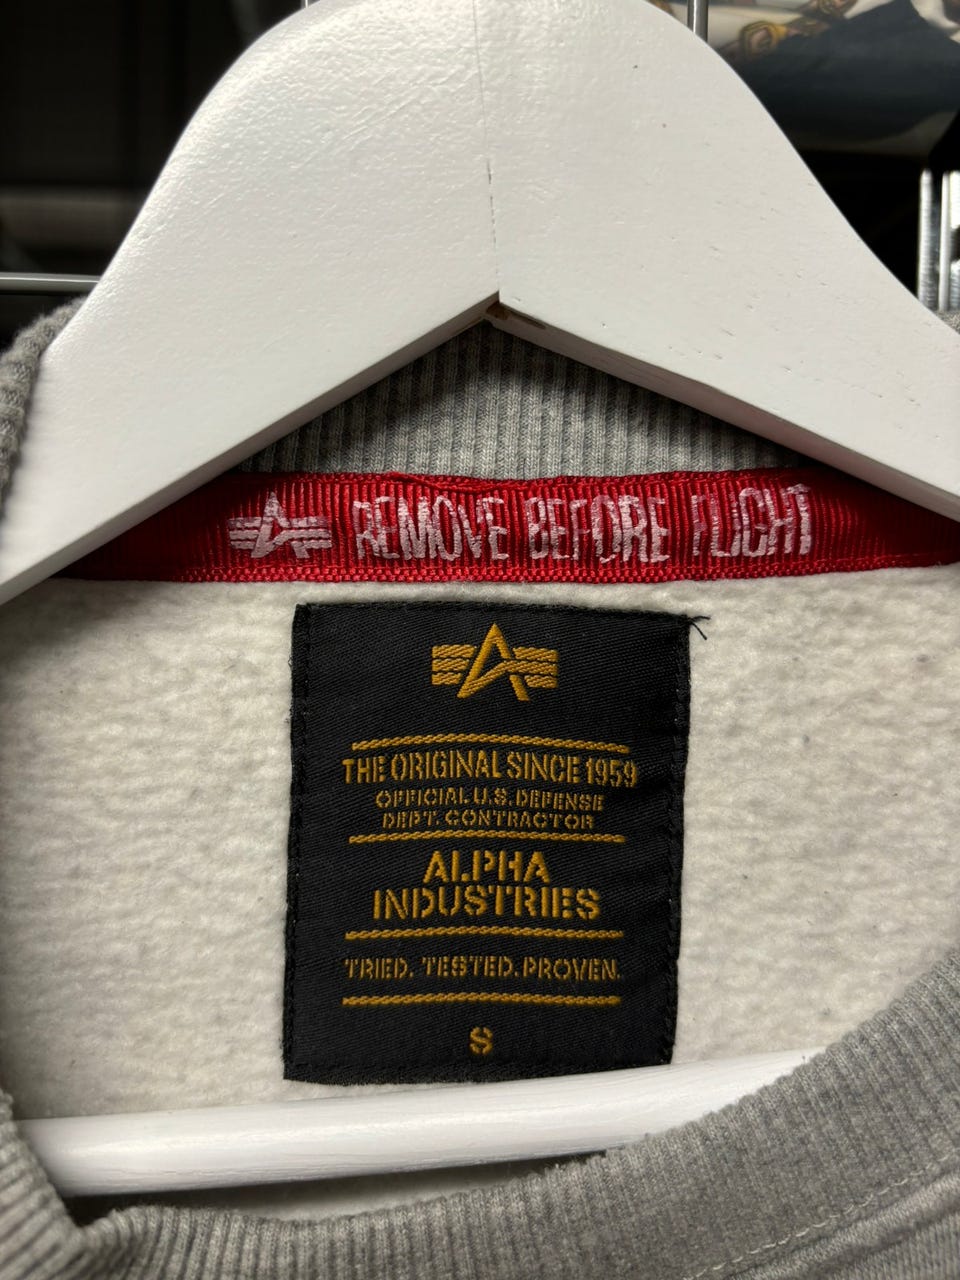 REMOVE BEFORE FLIGHT
THE ORIGINAL SINCE 1959
OFFICIAL U.S. DEFENSE
DEPT. CONTRACTOR
ALPHA
INDUSTRIES
TRIED. TESTED. PROVEN.
S